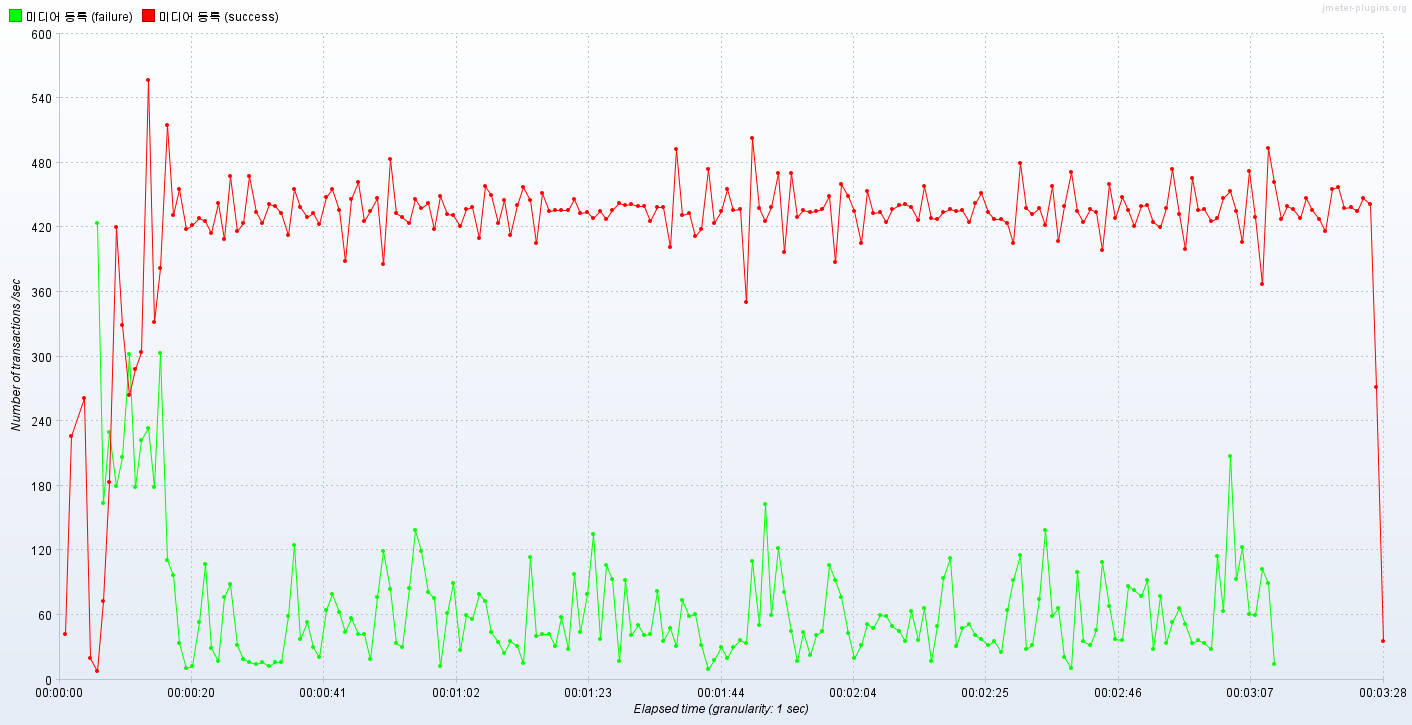 미디어 등록 (failure) 미디어 등록 (success)
jmeter-plugins.org
600
540
480
420
360
300
240
180
120
60
0
Number of transactions /sec
00:00:00 00:00:20 00:00:41 00:01:02 00:01:23 00:01:44 00:02:04 00:02:25 00:02:46 00:03:07 00:03:28
Elapsed time (granularity: 1 sec)